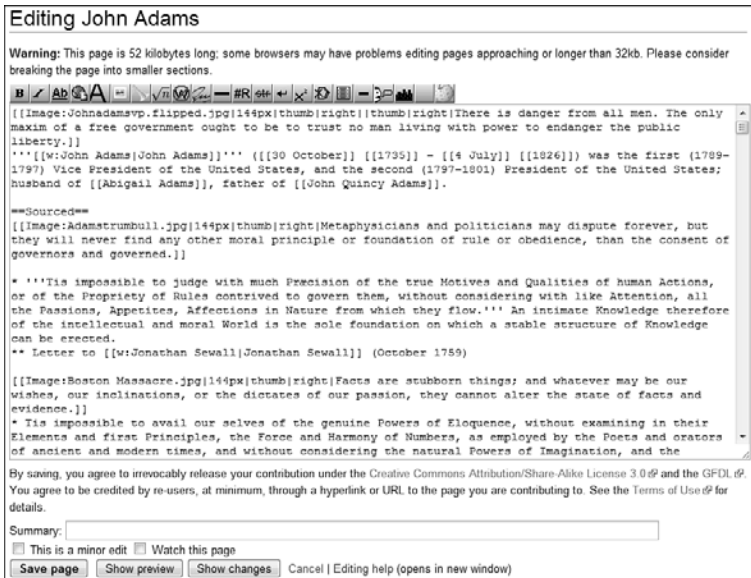 Editing John Adams
Warning: This page is 52 kilobytes long; some browsers may have problems editing pages approaching or longer than 32kb. Please consider
breaking the page into smaller sections.
B I Ab A √n W #R str x²
[[Image:Johnadamsvp.flipped.jpg|144px|thumb|right||thumb|right|There is danger from all men. The only
maxim of a free government ought to be to trust no man living with power to endanger the public
liberty.]]
'''[[w:John Adams|John Adams]]''' ([[30 October]] [[1735]] – [[4 July]] [[1826]]) was the first (1789-
1797) Vice President of the United States, and the second (1797-1801) President of the United States;
husband of [[Abigail Adams]], father of [[John Quincy Adams]].
==Sourced==
[[Image:Adamstrumbull.jpg|144px|thumb|right|Metaphysicians and politicians may dispute forever, but
they will never find any other moral principle or foundation of rule or obedience, than the consent of
governors and governed.]]
* '''Tis impossible to judge with much Præcision of the true Motives and Qualities of human Actions,
or of the Propriety of Rules contrived to govern them, without considering with like Attention, all
the Passions, Appetites, Affections in Nature from which they flow.''' An intimate Knowledge therefore
of the intellectual and moral World is the sole foundation on which a stable structure of Knowledge
can be erected.
** Letter to [[w:Jonathan Sewall|Jonathan Sewall]] (October 1759)
[[Image:Boston Massacre.jpg|144px|thumb|right|Facts are stubborn things; and whatever may be our
wishes, our inclinations, or the dictates of our passion, they cannot alter the state of facts and
evidence.]]
* Tis impossible to avail our selves of the genuine Powers of Eloquence, without examining in their
Elements and first Principles, the Force and Harmony of Numbers, as employed by the Poets and orators
of ancient and modern times, and without considering the natural Powers of Imagination, and the
By saving, you agree to irrevocably release your contribution under the Creative Commons Attribution/Share-Alike License 3.0 and the GFDL.
You agree to be credited by re-users, at minimum, through a hyperlink or URL to the page you are contributing to. See the Terms of Use for
details.
Summary:
This is a minor edit Watch this page
Save page Show preview Show changes Cancel | Editing help (opens in new window)